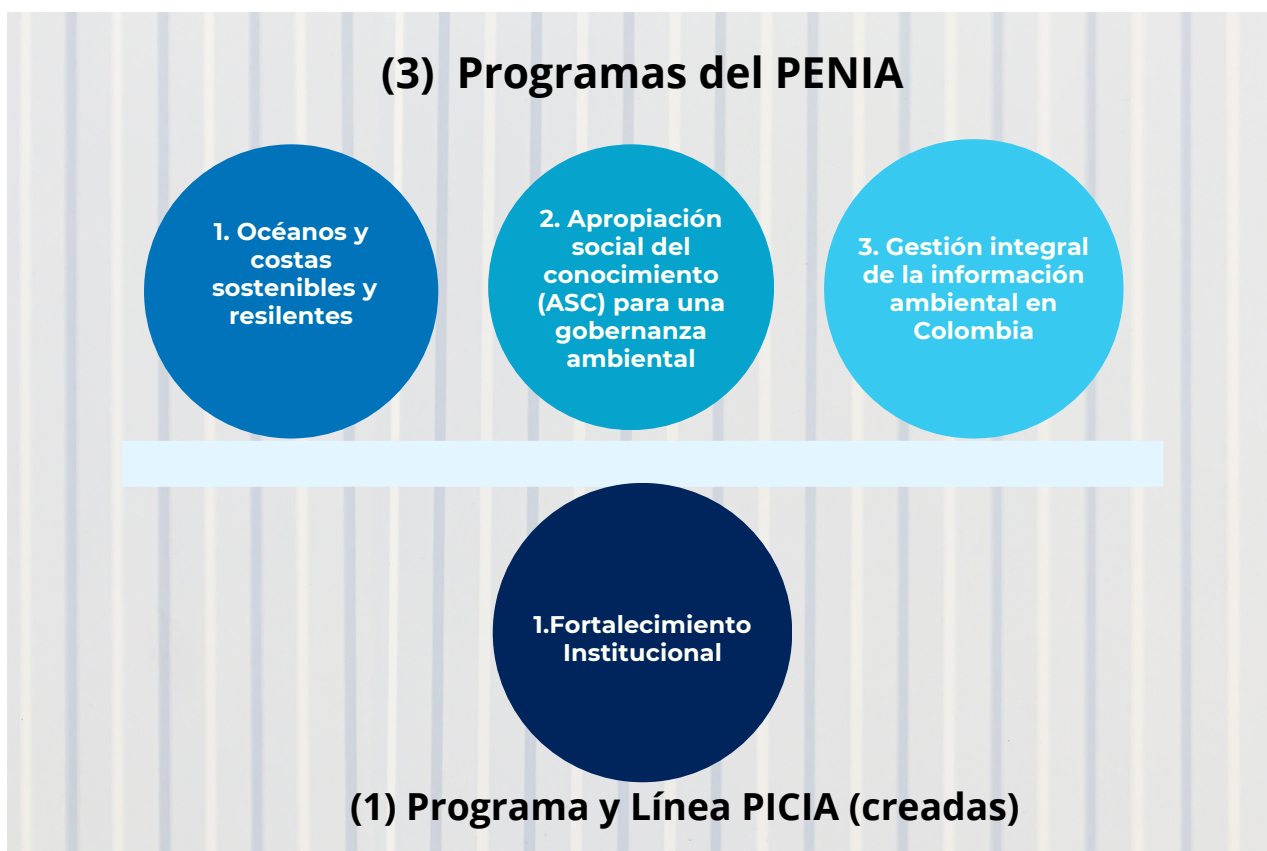 (3) Programas del PENIA
1. Océanos y
costas
sostenibles y
resilentes
2. Apropiación
social del
conocimiento
(ASC) para una
gobernanza
ambiental
3. Gestión integral
de la información
ambiental en
Colombia
1.Fortalecimiento
Institucional
(1) Programa y Línea PICIA (creadas)